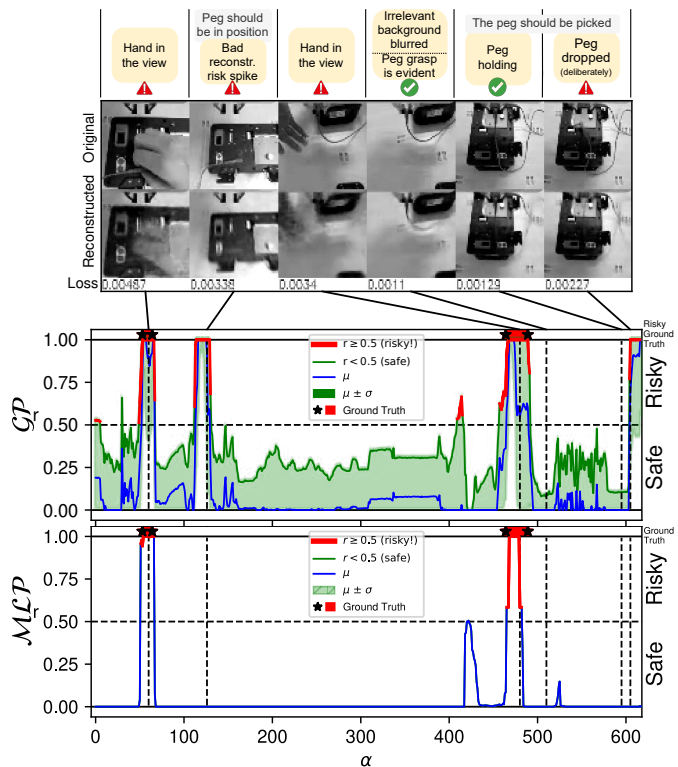 Peg should
be in position
The peg should be picked
Hand in
the view
Bad
reconstr.
risk spike
Hand in
the view
Irrelevant
background
blurred
Peg grasp
is evident
Peg
holding
Peg
dropped
(deliberately)
Original
Reconstructed
Loss
0.00487
0.00338
0.0034
0.0011
0.00129
0.00227
Risky
Ground
Truth
1.00
0.75
0.50
0.25
0.00
GP
r ≥ 0.5 (risky!)
r < 0.5 (safe)
μ
μ ± σ
Ground Truth
Risky
Safe
Ground
Truth
1.00
0.75
0.50
0.25
0.00
MLP
r ≥ 0.5 (risky!)
r < 0.5 (safe)
μ
μ ± σ
Ground Truth
Risky
Safe
0
100
200
300
400
500
600
α